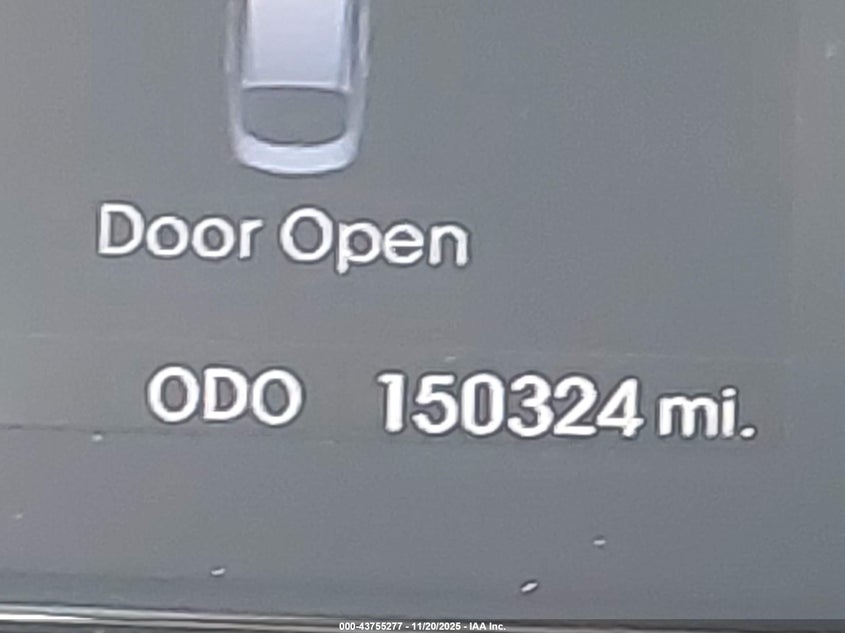 Door Open
ODO 150324 mi.
000-43755277 - 11/20/2025 - IAA Inc.